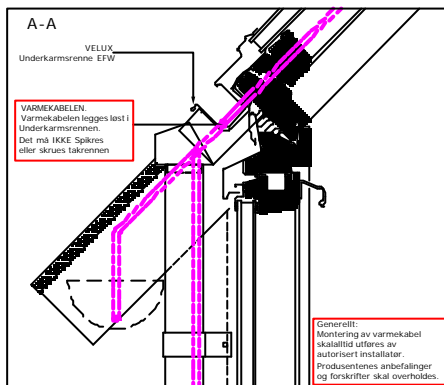 A-A
VELUX
Underkarmsrenne EFW
VARMEKABELEN.
Varmekabelen legges løst i
Underkarmsrennen.
Det må IKKE Spikres
eller skrues takrennen
Generellt:
Montering av varmekabel
skalalltid utføres av
autorisert installatør.
Produsentenes anbefalinger
og forskrifter skal overholdes.